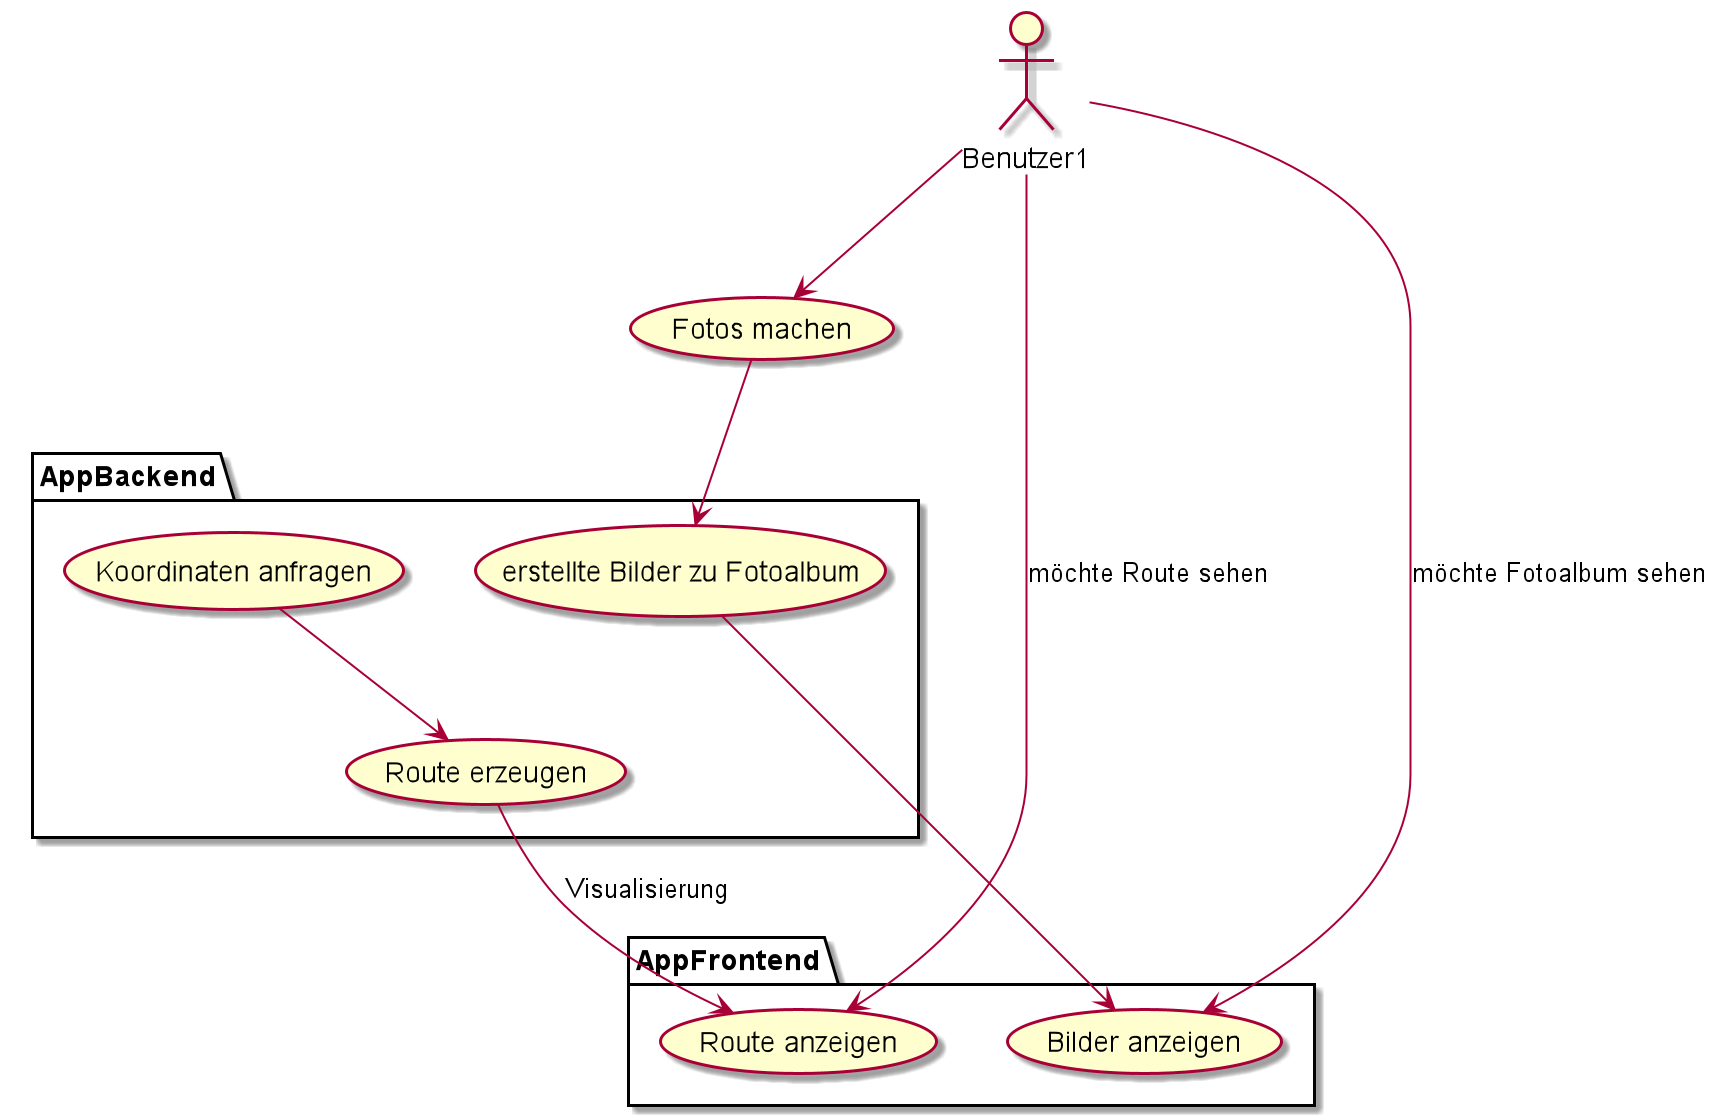 Benutzer1
Fotos machen
AppBackend
Koordinaten anfragen
erstellte Bilder zu Fotoalbum
möchte Route sehen
möchte Fotoalbum sehen
Route erzeugen
Visualisierung
AppFrontend
Route anzeigen
Bilder anzeigen